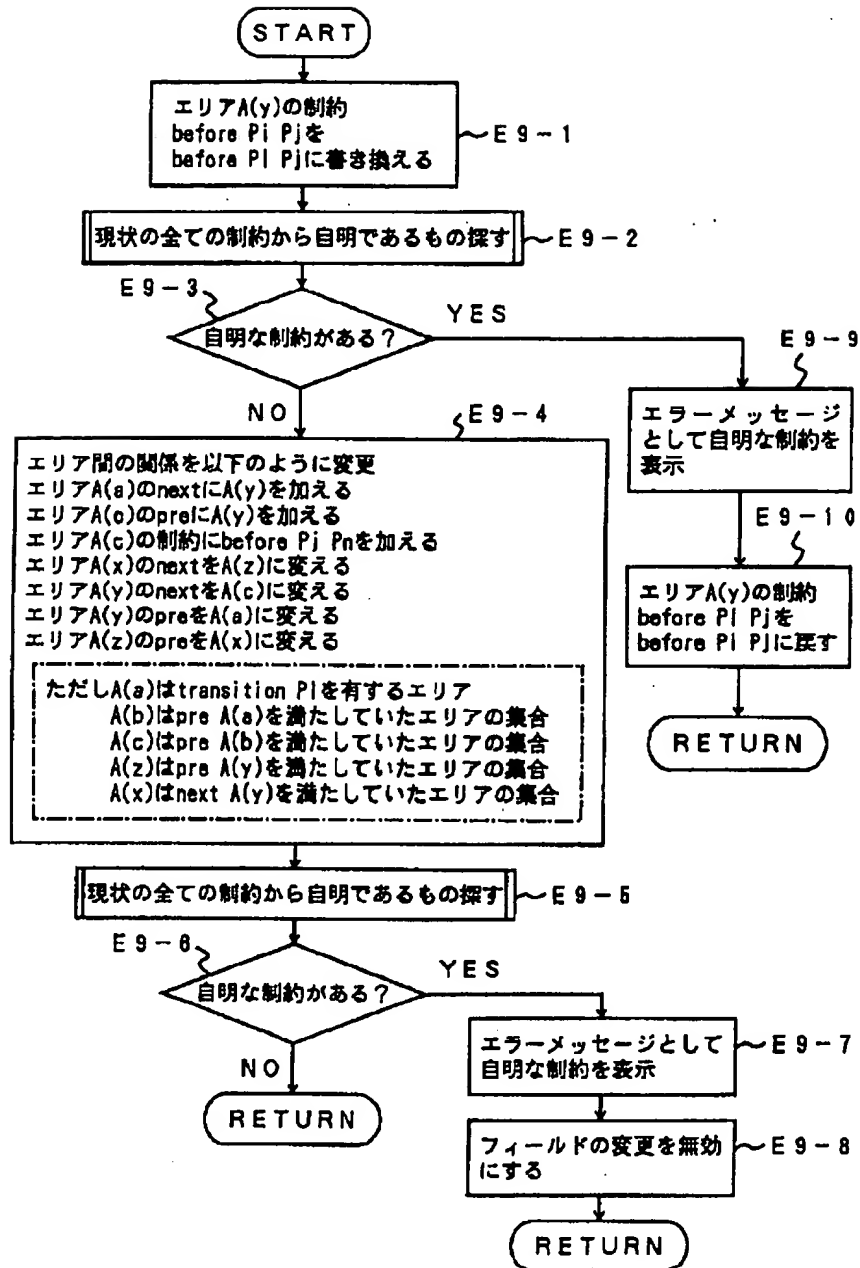 START
エリアA(y)の制約
before Pi Pjを
before Pl Pjに書き換える
E9-1
現状の全ての制約から自明であるもの探す
E9-2
E9-3
自明な制約がある?
YES
NO
E9-9
エラーメッセージ
として自明な制約を
表示
E9-10
エリアA(y)の制約
before Pl Pjを
before Pi Pjに戻す
RETURN
E9-4
エリア間の関係を以下のように変更
エリアA(a)のnextにA(y)を加える
エリアA(c)のpreにA(y)を加える
エリアA(c)の制約にbefore Pj Pnを加える
エリアA(x)のnextをA(z)に変える
エリアA(y)のnextをA(c)に変える
エリアA(y)のpreをA(a)に変える
エリアA(z)のpreをA(x)に変える
ただしA(a)はtransition Plを有するエリア
A(b)はpre A(a)を満たしていたエリアの集合
A(c)はpre A(b)を満たしていたエリアの集合
A(z)はpre A(y)を満たしていたエリアの集合
A(x)はnext A(y)を満たしていたエリアの集合
現状の全ての制約から自明であるもの探す
E9-5
E9-6
自明な制約がある?
YES
NO
RETURN
エラーメッセージとして
自明な制約を表示
E9-7
フィールドの変更を無効
にする
E9-8
RETURN